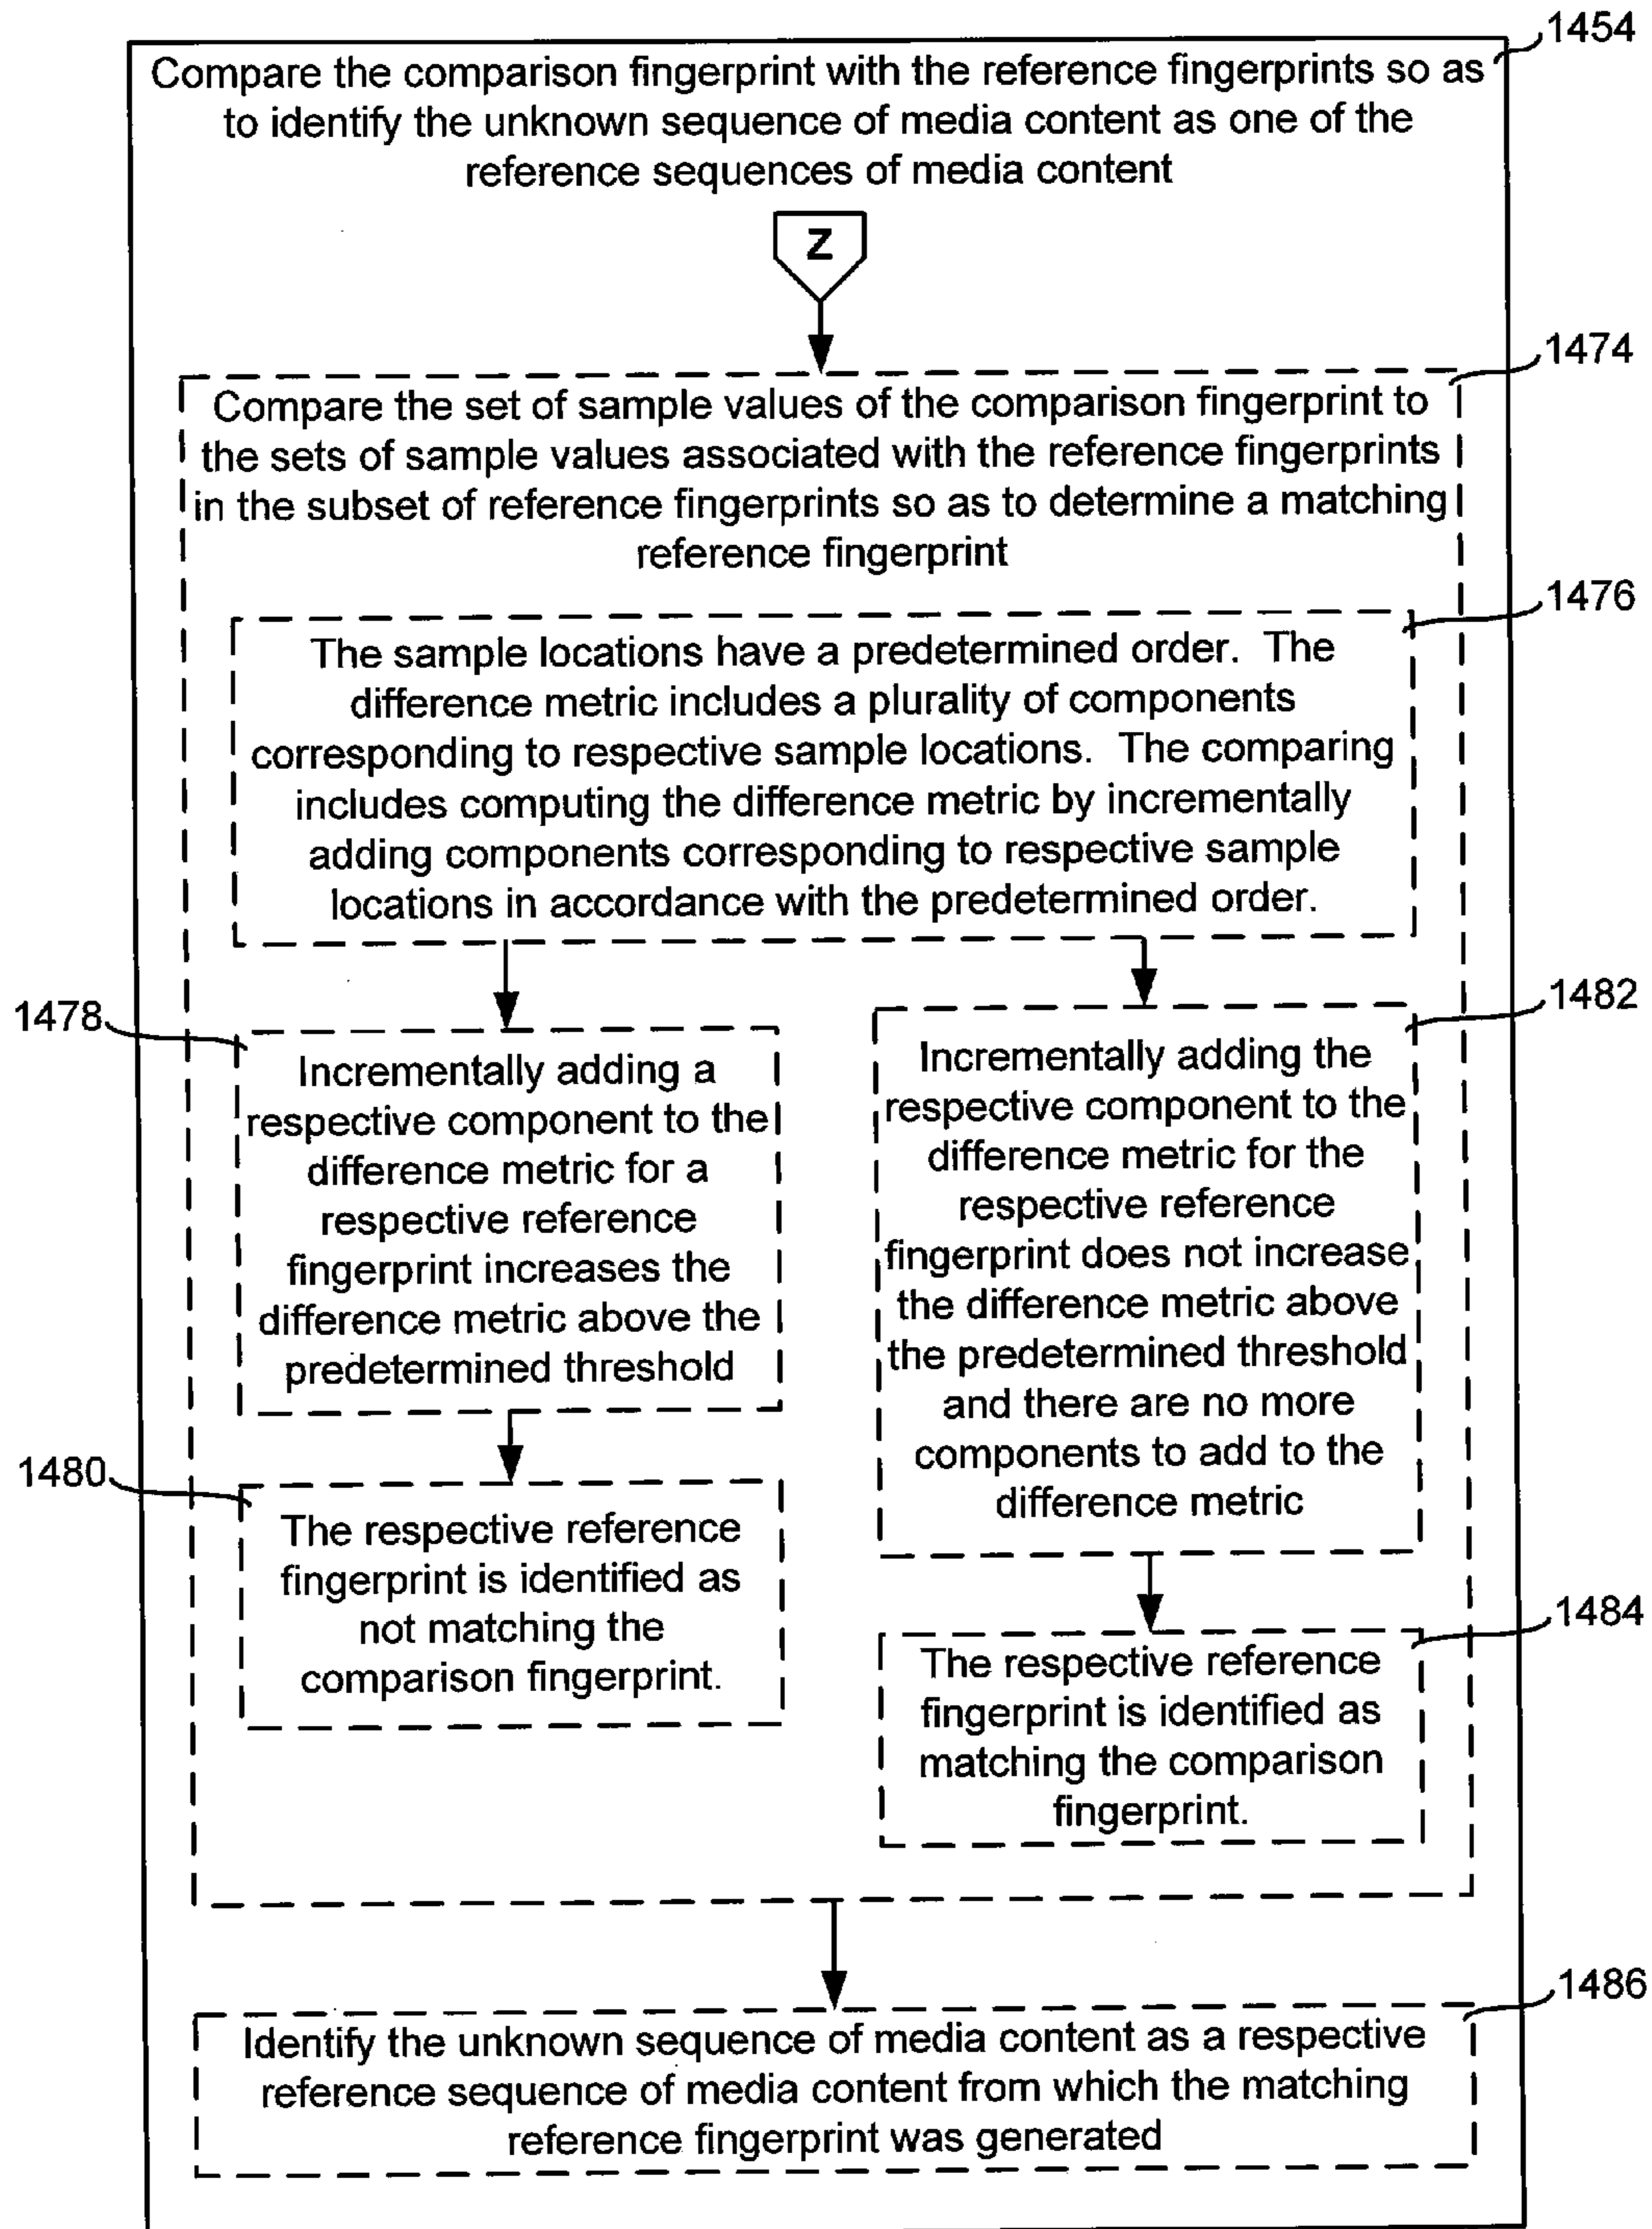 1454
Compare the comparison fingerprint with the reference fingerprints so as
to identify the unknown sequence of media content as one of the
reference sequences of media content
Z
1474
Compare the set of sample values of the comparison fingerprint to
the sets of sample values associated with the reference fingerprints
in the subset of reference fingerprints so as to determine a matching
reference fingerprint
1476
The sample locations have a predetermined order. The
difference metric includes a plurality of components
corresponding to respective sample locations. The comparing
includes computing the difference metric by incrementally
adding components corresponding to respective sample
locations in accordance with the predetermined order.
1478
Incrementally adding a
respective component to the
difference metric for a
respective reference
fingerprint increases the
difference metric above the
predetermined threshold
1480
The respective reference
fingerprint is identified as
not matching the
comparison fingerprint.
1482
Incrementally adding the
respective component to the
difference metric for the
respective reference
fingerprint does not increase
the difference metric above
the predetermined threshold
and there are no more
components to add to the
difference metric
1484
The respective reference
fingerprint is identified as
matching the comparison
fingerprint.
1486
Identify the unknown sequence of media content as a respective
reference sequence of media content from which the matching
reference fingerprint was generated